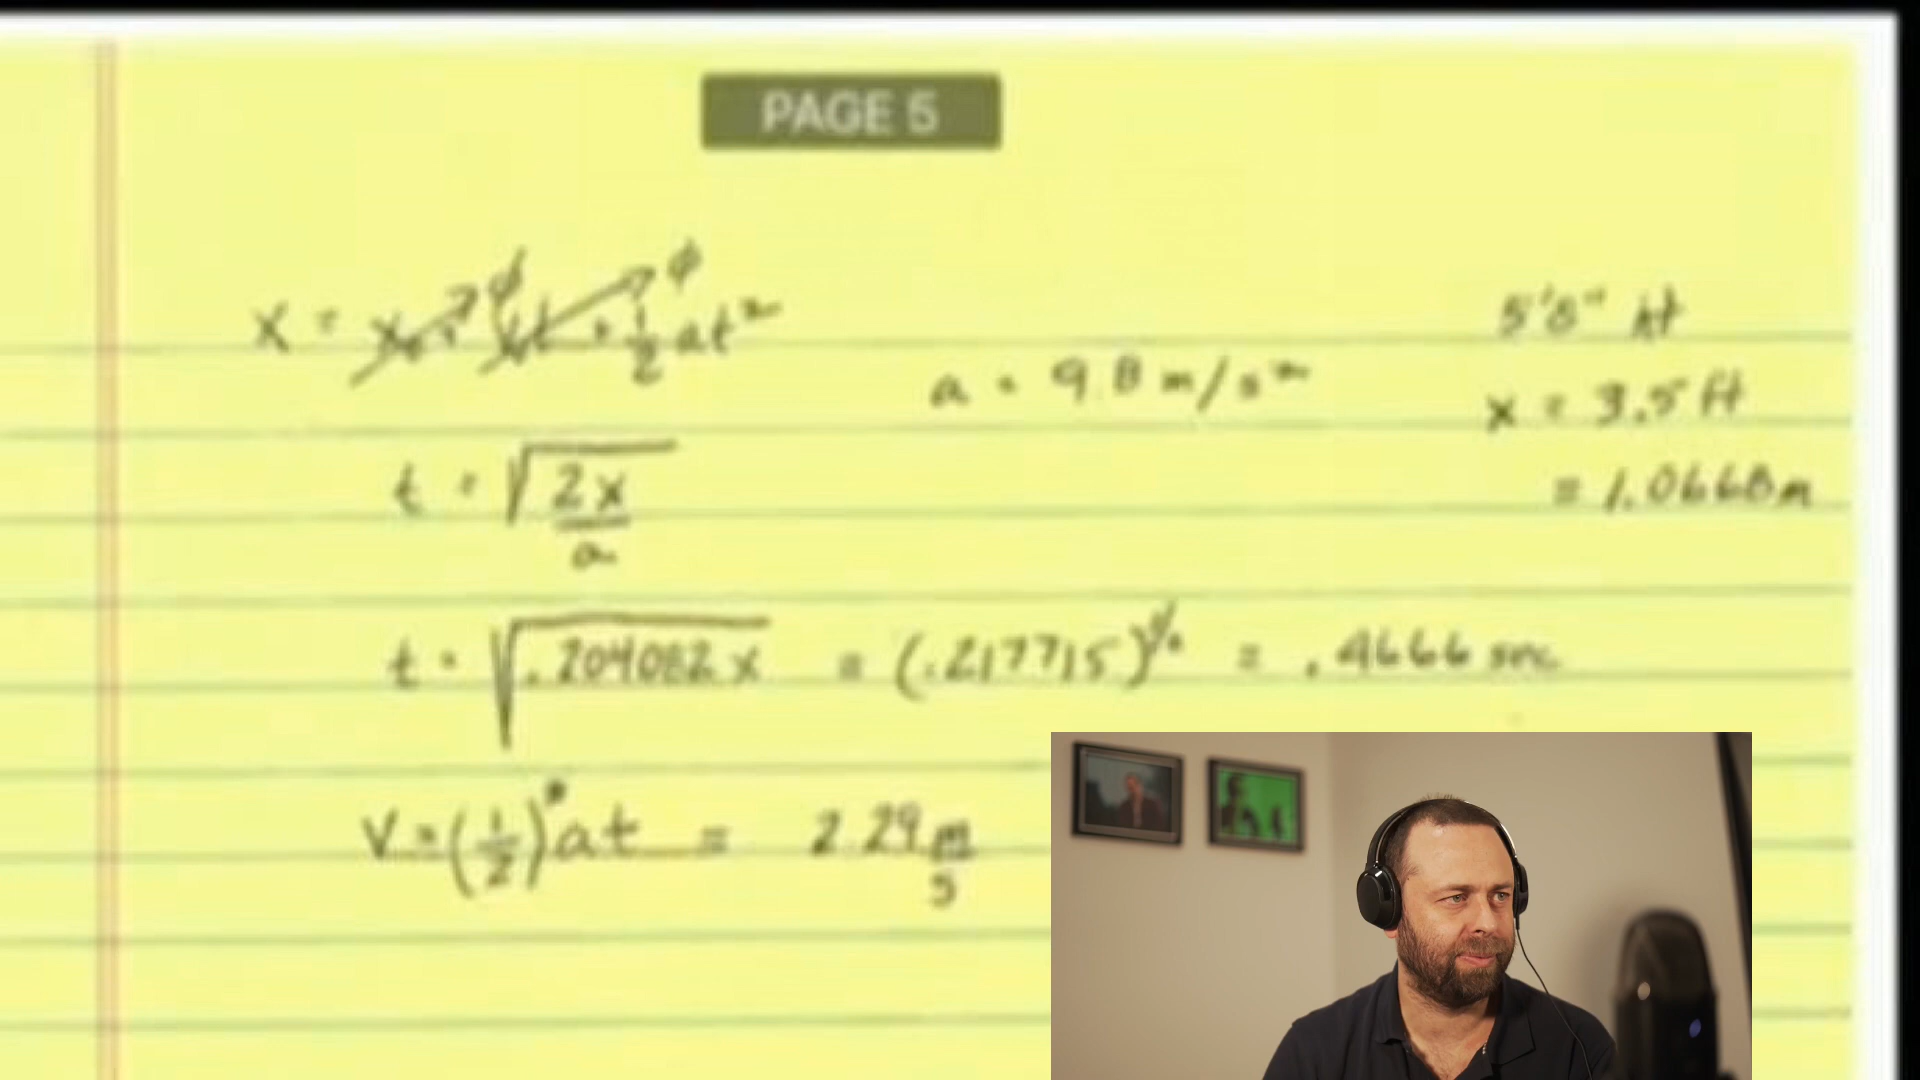 PAGE 5
x = x₀ + v₀t + ½at²
5'8" ht
a = 9.8 m/s²
x = 3.5 ft
t = √(2x/a)
= 1.0668m
t = √.204082x = (.217715)^½ = .4666 sec
v = (1/2)at = 2.29 m/s